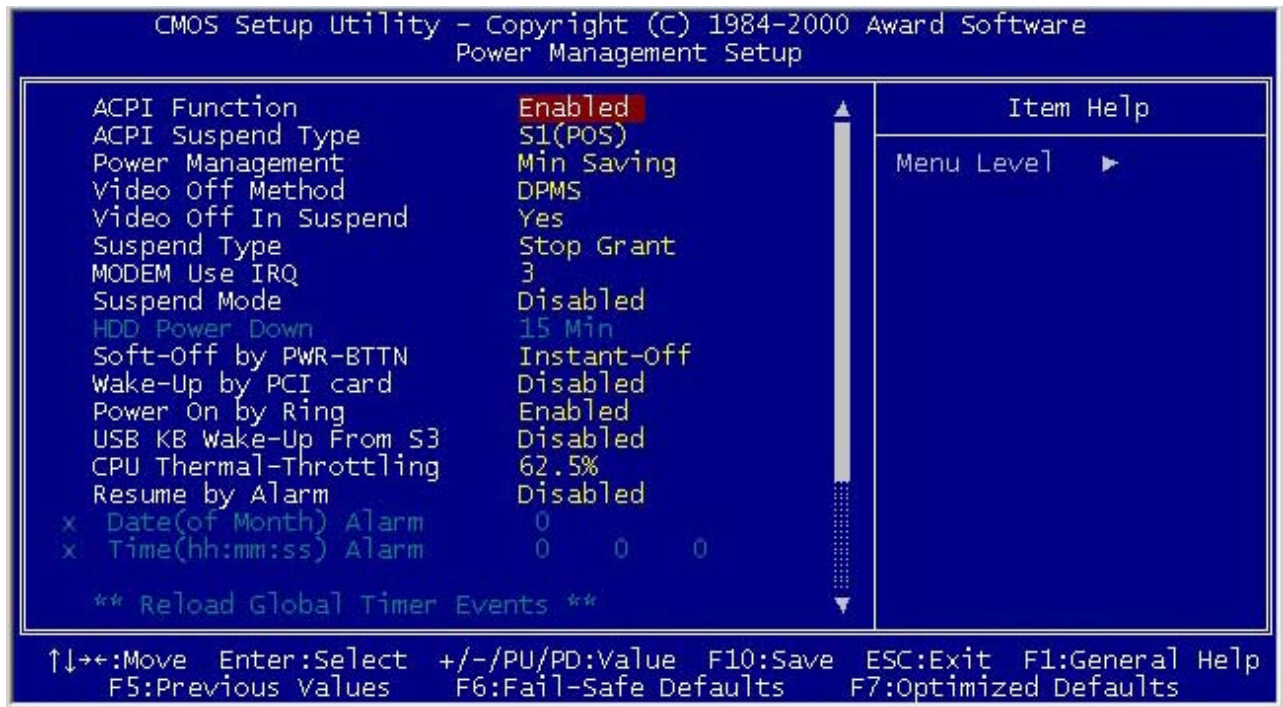 CMOS Setup Utility – Copyright (C) 1984–2000 Award Software
Power Management Setup
ACPI Function Enabled
ACPI Suspend Type S1(POS)
Power Management Min Saving
Video Off Method DPMS
Video Off In Suspend Yes
Suspend Type Stop Grant
MODEM Use IRQ 3
Suspend Mode Disabled
HDD Power Down 15 Min
Soft-Off by PWR-BTTN Instant-Off
Wake-Up by PCI card Disabled
Power On by Ring Enabled
USB KB Wake-Up From S3 Disabled
CPU Thermal-Throttling 62.5%
Resume by Alarm Disabled
x Date(of Month) Alarm 0
x Time(hh:mm:ss) Alarm 0 0 0
** Reload Global Timer Events **
Item Help
Menu Level ►
↑↓→←:Move Enter:Select +/-/PU/PD:Value F10:Save ESC:Exit F1:General Help
F5:Previous Values F6:Fail-Safe Defaults F7:Optimized Defaults